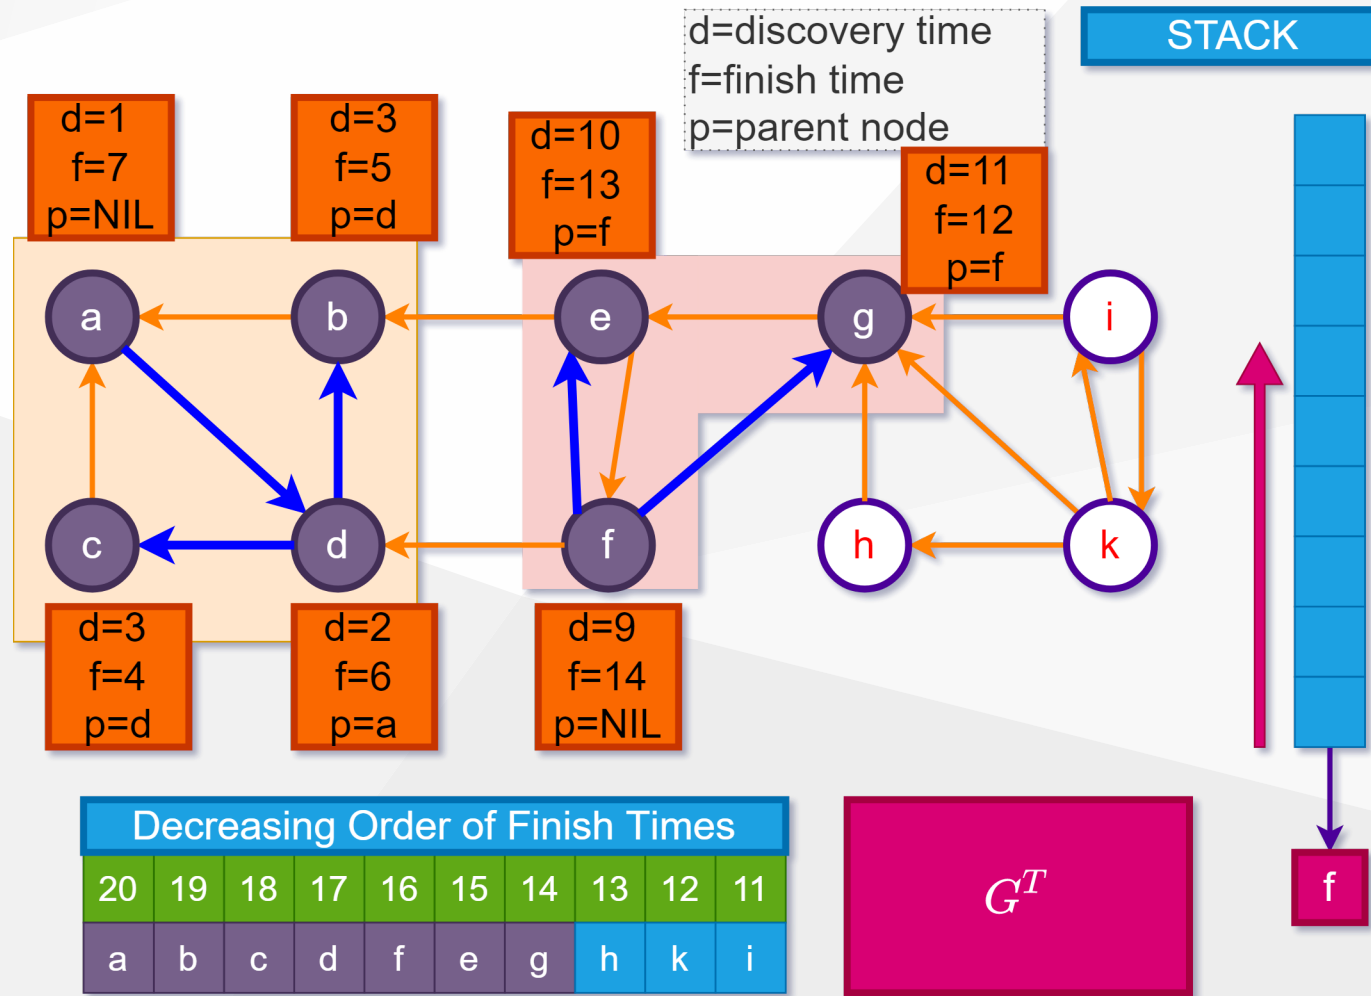 d=discovery time
f=finish time
p=parent node
STACK
d=1
f=7
p=NIL
d=3
f=5
p=d
d=10
f=13
p=f
d=11
f=12
p=f
a
b
e
g
i
c
d
f
h
k
d=3
f=4
p=d
d=2
f=6
p=a
d=9
f=14
p=NIL
Decreasing Order of Finish Times
20 19 18 17 16 15 14 13 12 11
a b c d f e g h k i
G^T
f